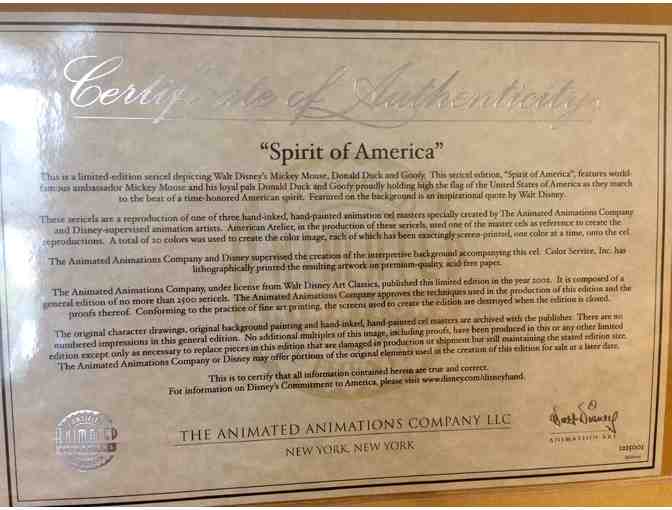 Certificate of Authenticity
“Spirit of America”
This is a limited-edition sericel depicting Walt Disney’s Mickey Mouse, Donald Duck and Goofy. This sericel edition, “Spirit of America”, features world-
famous ambassador Mickey Mouse and his loyal pals Donald Duck and Goofy proudly holding high the flag of the United States of America as they march
to the beat of a time-honored American spirit. Featured on the background is an inspirational quote by Walt Disney.
These sericels are a reproduction of one of three hand-inked, hand-painted animation cel masters specially created by The Animated Animations Company
and Disney-supervised animation artists. American Atelier, in the production of these sericels, used one of the master cels as reference to create the
reproductions. A total of 20 colors was used to create the color image, each of which has been exactingly screen-printed, one color at a time, onto the cel.
The Animated Animations Company and Disney supervised the creation of the interpretive background accompanying this cel. Color Service, Inc. has
lithographically printed the resulting artwork on premium-quality, acid-free paper.
The Animated Animations Company, under license from Walt Disney Art Classics, published this limited edition in the year 2002. It is composed of a
general edition of no more than 2500 sericels. The Animated Animations Company approves the techniques used in the production of this edition and the
proofs thereof. Conforming to the practice of fine art printing, the screens used to create the edition are destroyed when the edition is closed.
The original character drawings, original background painting and hand-inked, hand-painted cel masters are archived with the publisher. There are no
numbered impressions in this general edition. No additional multiples of this image, including proofs, have been produced in this or any other limited
edition except only as necessary to replace pieces in this edition that are damaged in production or shipment but still maintaining the stated edition size.
The Animated Animations Company or Disney may offer portions of the original elements used in the creation of this edition for sale at a later date.
This is to certify that all information contained herein are true and correct.
For information on Disney’s Commitment to America, please visit www.disney.com/disneyhand.
THE ANIMATED ANIMATIONS COMPANY LLC
NEW YORK, NEW YORK
ANIMATED
Walt Disney
ANIMATION ART